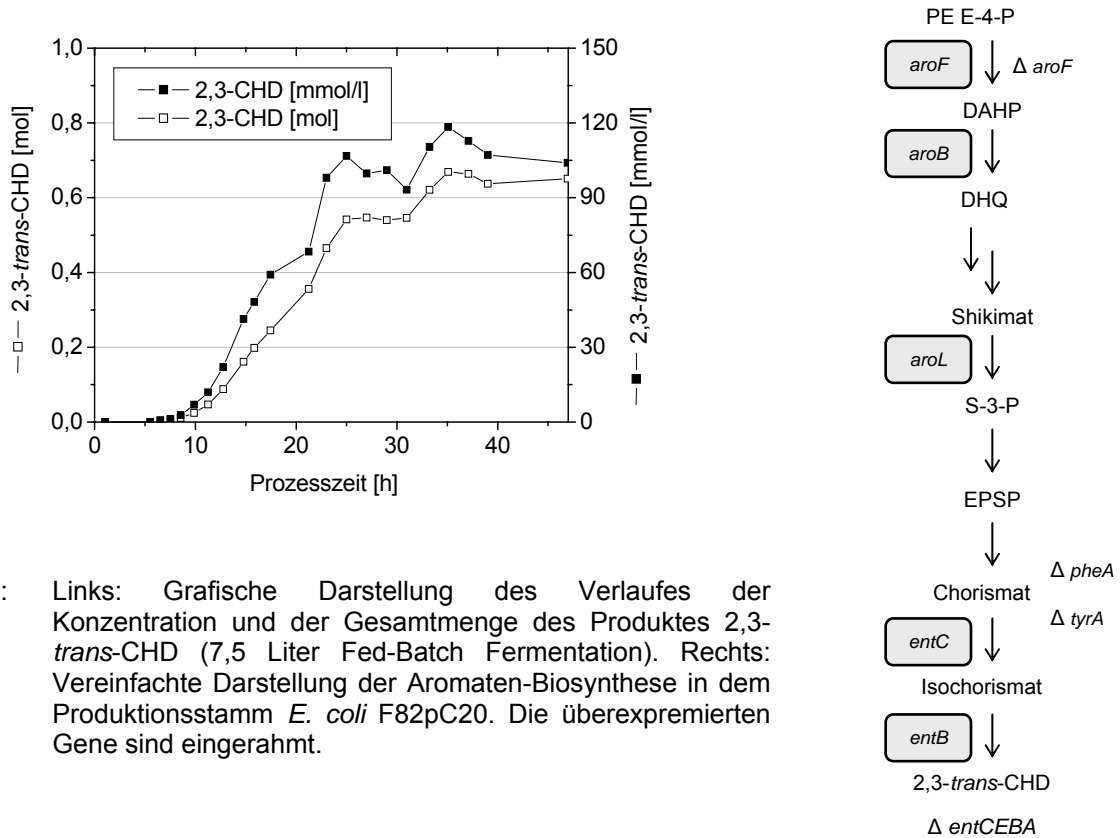 1,0
0,8
0,6
0,4
0,2
0,0
2,3-trans-CHD [mol]
2,3-CHD [mmol/l]
2,3-CHD [mol]
150
120
90
60
30
0
2,3-trans-CHD [mmol/l]
0 10 20 30 40
Prozesszeit [h]
: Links: Grafische Darstellung des Verlaufes der
Konzentration und der Gesamtmenge des Produktes 2,3-
trans-CHD (7,5 Liter Fed-Batch Fermentation). Rechts:
Vereinfachte Darstellung der Aromaten-Biosynthese in dem
Produktionsstamm E. coli F82pC20. Die überexpremierten
Gene sind eingerahmt.
PE E-4-P
aroF Δ aroF
DAHP
aroB
DHQ
Shikimat
aroL
S-3-P
EPSP
Δ pheA
Chorismat
Δ tyrA
entC
Isochorismat
entB
2,3-trans-CHD
Δ entCEBA